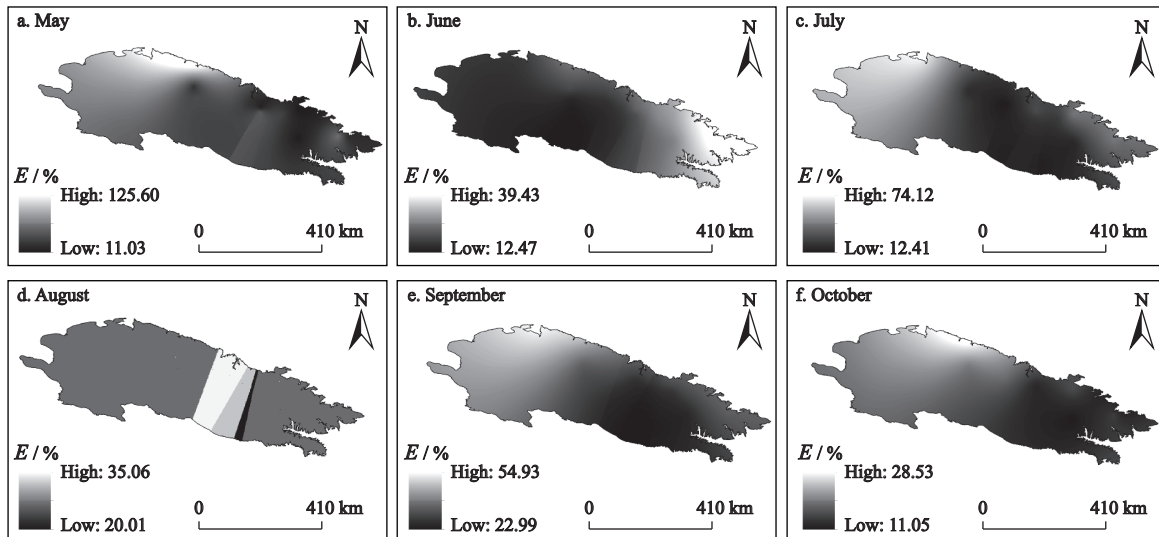 a. May
N
E / %
High: 125.60
Low: 11.03
0 410 km
b. June
N
E / %
High: 39.43
Low: 12.47
0 410 km
c. July
N
E / %
High: 74.12
Low: 12.41
0 410 km
d. August
N
E / %
High: 35.06
Low: 20.01
0 410 km
e. September
N
E / %
High: 54.93
Low: 22.99
0 410 km
f. October
N
E / %
High: 28.53
Low: 11.05
0 410 km